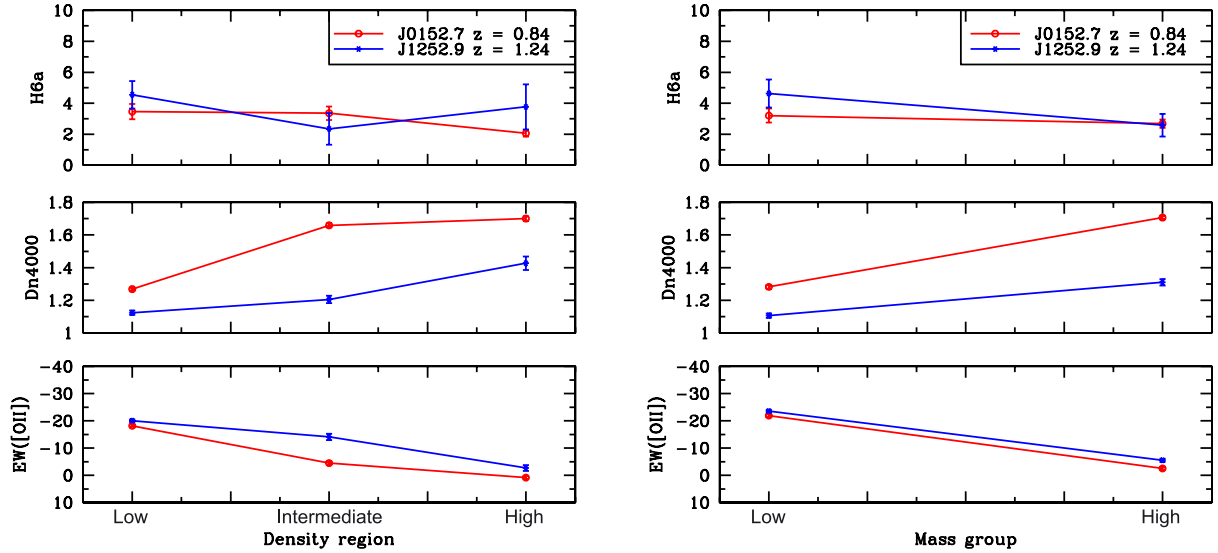 10
8
6
4
2
0
H6a
J0152.7 z = 0.84
J1252.9 z = 1.24
1.8
1.6
1.4
1.2
1
Dn4000
-40
-30
-20
-10
0
10
EW([OII])
Low Intermediate High
Density region
10
8
6
4
2
0
H6a
J0152.7 z = 0.84
J1252.9 z = 1.24
1.8
1.6
1.4
1.2
1
Dn4000
-40
-30
-20
-10
0
10
EW([OII])
Low High
Mass group